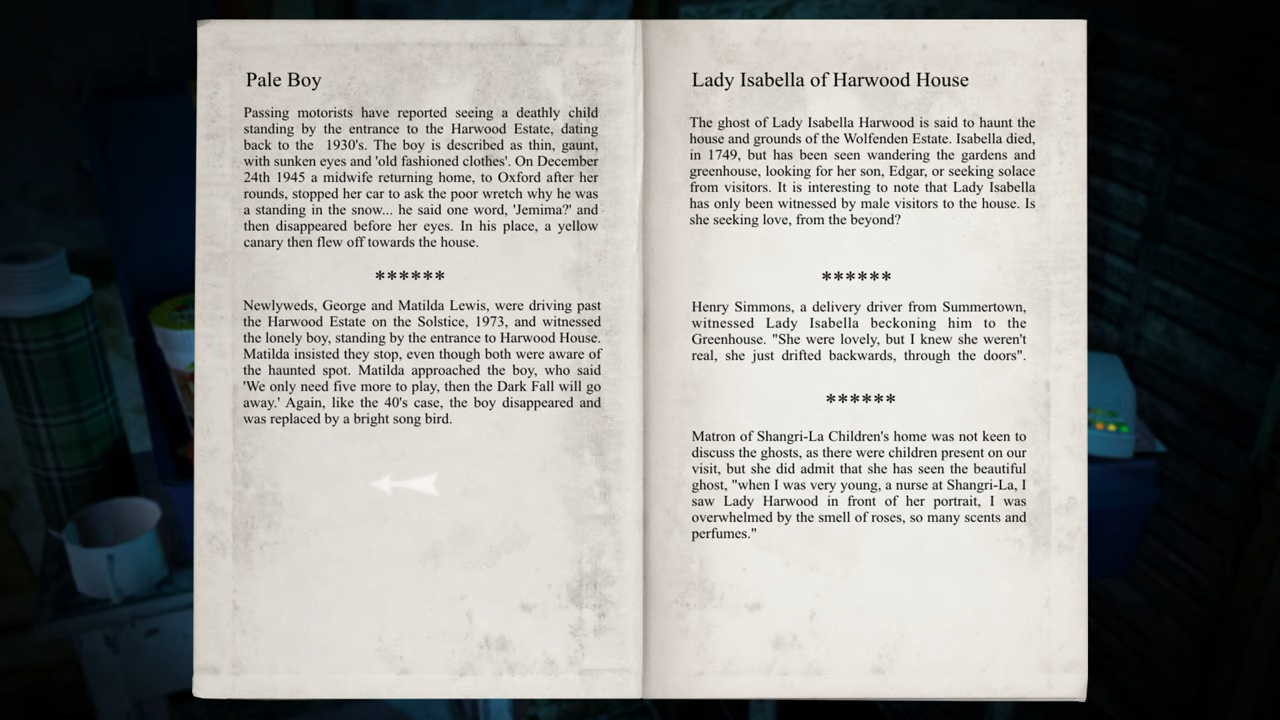 Pale Boy
Passing motorists have reported seeing a deathly child
standing by the entrance to the Harwood Estate, dating
back to the 1930's. The boy is described as thin, gaunt,
with sunken eyes and 'old fashioned clothes'. On December
24th 1945 a midwife returning home, to Oxford after her
rounds, stopped her car to ask the poor wretch why he was
a standing in the snow... he said one word, 'Jemima?' and
then disappeared before her eyes. In his place, a yellow
canary then flew off towards the house.
******
Newlyweds, George and Matilda Lewis, were driving past
the Harwood Estate on the Solstice, 1973, and witnessed
the lonely boy, standing by the entrance to Harwood House.
Matilda insisted they stop, even though both were aware of
the haunted spot. Matilda approached the boy, who said
'We only need five more to play, then the Dark Fall will go
away.' Again, like the 40's case, the boy disappeared and
was replaced by a bright song bird.
Lady Isabella of Harwood House
The ghost of Lady Isabella Harwood is said to haunt the
house and grounds of the Wolfenden Estate. Isabella died,
in 1749, but has been seen wandering the gardens and
greenhouse, looking for her son, Edgar, or seeking solace
from visitors. It is interesting to note that Lady Isabella
has only been witnessed by male visitors to the house. Is
she seeking love, from the beyond?
******
Henry Simmons, a delivery driver from Summertown,
witnessed Lady Isabella beckoning him to the
Greenhouse. "She were lovely, but I knew she weren't
real, she just drifted backwards, through the doors".
******
Matron of Shangri-La Children's home was not keen to
discuss the ghosts, as there were children present on our
visit, but she did admit that she has seen the beautiful
ghost, "when I was very young, a nurse at Shangri-La, I
saw Lady Harwood in front of her portrait, I was
overwhelmed by the smell of roses, so many scents and
perfumes."